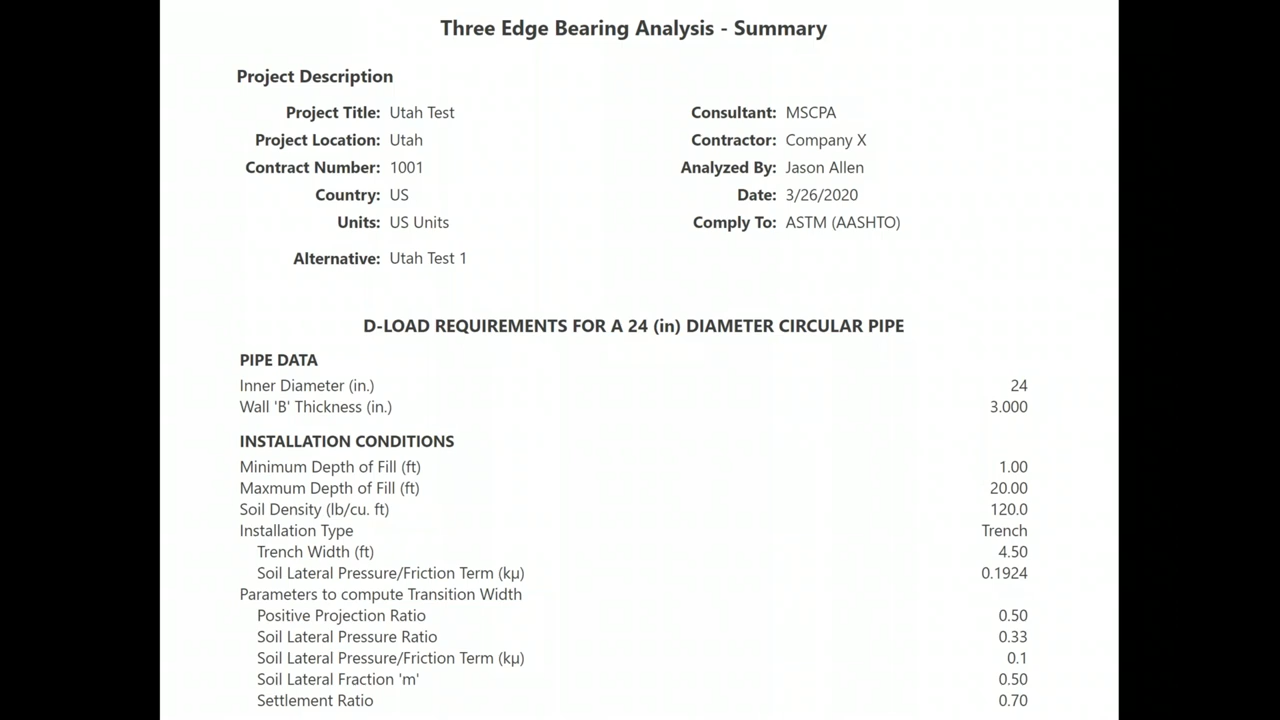 Three Edge Bearing Analysis - Summary
Project Description
Project Title: Utah Test Consultant: MSCPA
Project Location: Utah Contractor: Company X
Contract Number: 1001 Analyzed By: Jason Allen
Country: US Date: 3/26/2020
Units: US Units Comply To: ASTM (AASHTO)
Alternative: Utah Test 1
D-LOAD REQUIREMENTS FOR A 24 (in) DIAMETER CIRCULAR PIPE
PIPE DATA
Inner Diameter (in.) 24
Wall 'B' Thickness (in.) 3.000
INSTALLATION CONDITIONS
Minimum Depth of Fill (ft) 1.00
Maxmum Depth of Fill (ft) 20.00
Soil Density (lb/cu. ft) 120.0
Installation Type Trench
Trench Width (ft) 4.50
Soil Lateral Pressure/Friction Term (kμ) 0.1924
Parameters to compute Transition Width
Positive Projection Ratio 0.50
Soil Lateral Pressure Ratio 0.33
Soil Lateral Pressure/Friction Term (kμ) 0.1
Soil Lateral Fraction 'm' 0.50
Settlement Ratio 0.70